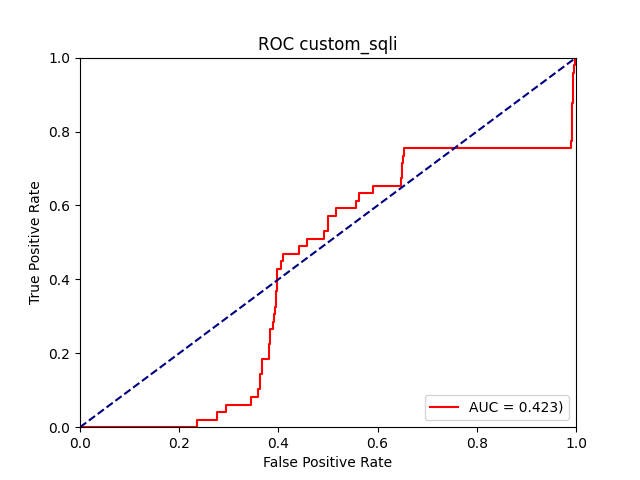 ROC custom_sqli
1.0
0.8
0.6
0.4
0.2
0.0
True Positive Rate
AUC = 0.423)
0.0 0.2 0.4 0.6 0.8 1.0
False Positive Rate